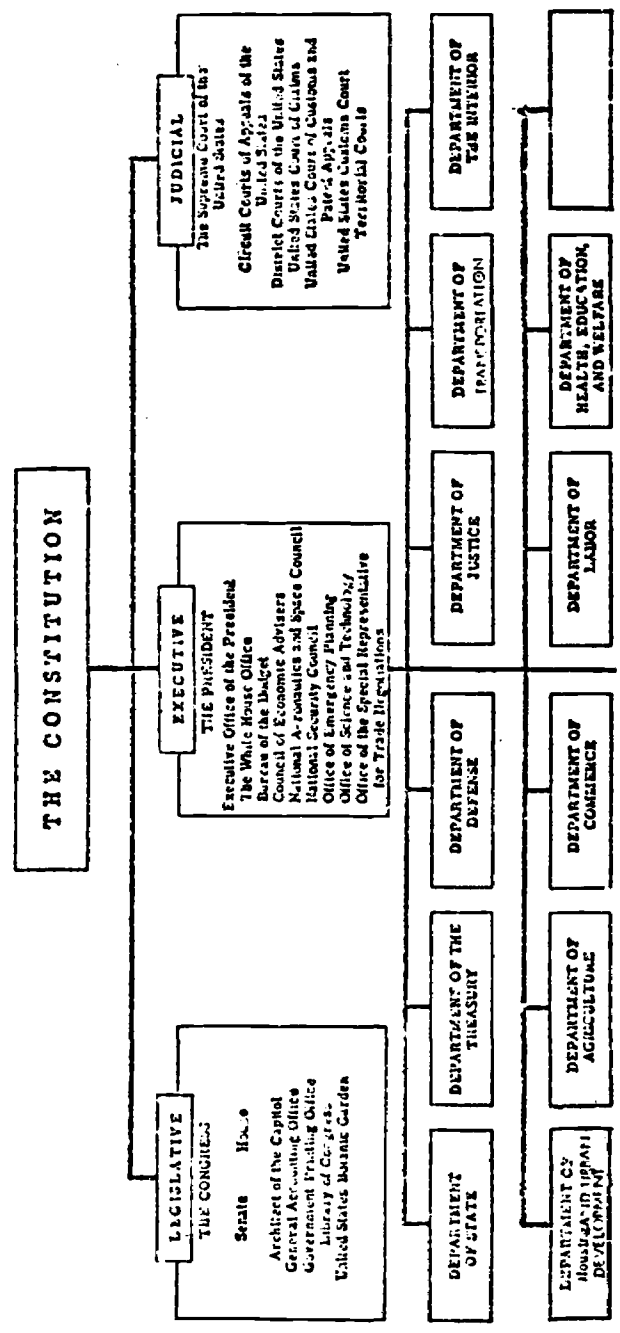 THE CONSTITUTION
LEGISLATIVE
THE CONGRESS
Senate House
Architect of the Capitol
General Accounting Office
Government Printing Office
Library of Congress
United States Botanic Garden
EXECUTIVE
THE PRESIDENT
Executive Office of the President
The White House Office
Bureau of the Budget
Council of Economic Advisers
National Aeronautics and Space Council
National Security Council
Office of Emergency Planning
Office of Science and Technology
Office of the Special Representative
for Trade Negotiations
JUDICIAL
The Supreme Court of the
United States
Circuit Courts of Appeals of the
United States
District Courts of the United States
United States Court of Claims
United States Court of Customs and
Patent Appeals
United States Customs Court
Territorial Courts
DEPARTMENT
OF STATE
DEPARTMENT OF THE
TREASURY
DEPARTMENT OF
DEFENSE
DEPARTMENT OF
JUSTICE
DEPARTMENT OF
TRANSPORTATION
DEPARTMENT OF
THE INTERIOR
DEPARTMENT OF
HOUSING AND URBAN
DEVELOPMENT
DEPARTMENT OF
AGRICULTURE
DEPARTMENT OF
COMMERCE
DEPARTMENT OF
LABOR
DEPARTMENT OF
HEALTH, EDUCATION,
AND WELFARE